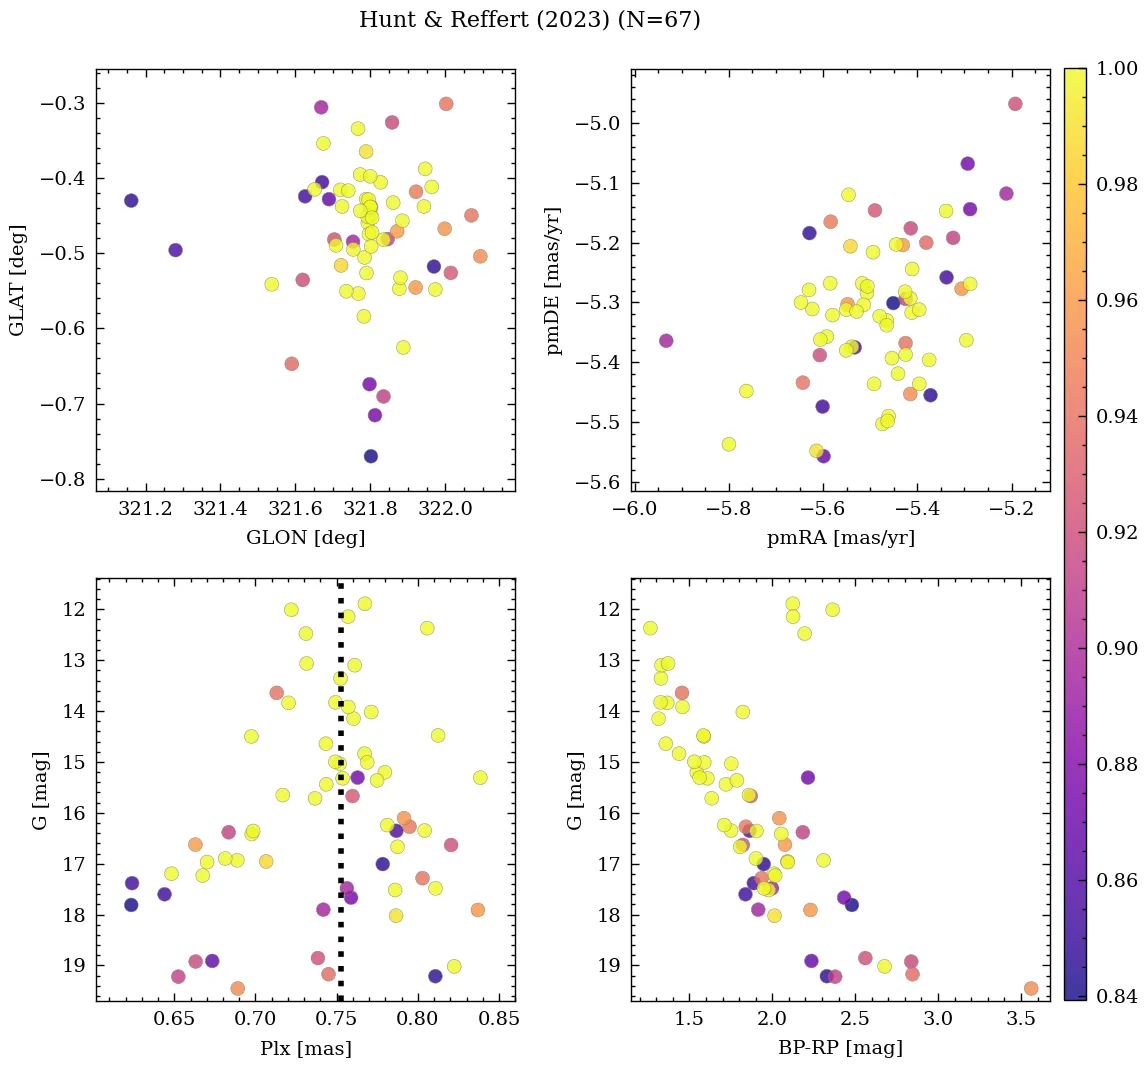 Hunt & Reffert (2023) (N=67)
−0.3
−0.4
−0.5
−0.6
−0.7
−0.8
GLAT [deg]
321.2 321.4 321.6 321.8 322.0
GLON [deg]
−5.0
−5.1
−5.2
−5.3
−5.4
−5.5
−5.6
pmDE [mas/yr]
−6.0 −5.8 −5.6 −5.4 −5.2
pmRA [mas/yr]
12
13
14
15
16
17
18
19
G [mag]
0.65 0.70 0.75 0.80 0.85
Plx [mas]
12
13
14
15
16
17
18
19
G [mag]
1.5 2.0 2.5 3.0 3.5
BP-RP [mag]
1.00
0.98
0.96
0.94
0.92
0.90
0.88
0.86
0.84